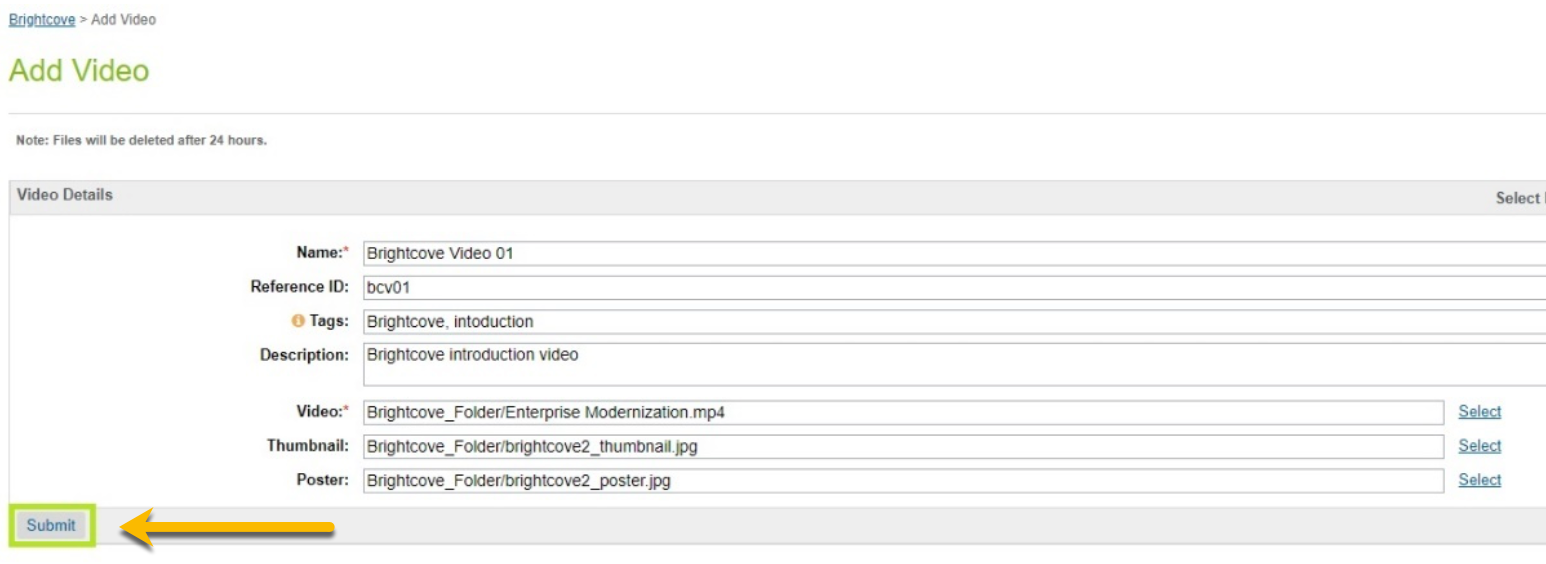 Brightcove > Add Video
Add Video
Note: Files will be deleted after 24 hours.
Video Details Select
Name:* Brightcove Video 01
Reference ID: bcv01
Tags: Brightcove, intoduction
Description: Brightcove introduction video
Video:* Brightcove_Folder/Enterprise Modernization.mp4 Select
Thumbnail: Brightcove_Folder/brightcove2_thumbnail.jpg Select
Poster: Brightcove_Folder/brightcove2_poster.jpg Select
Submit